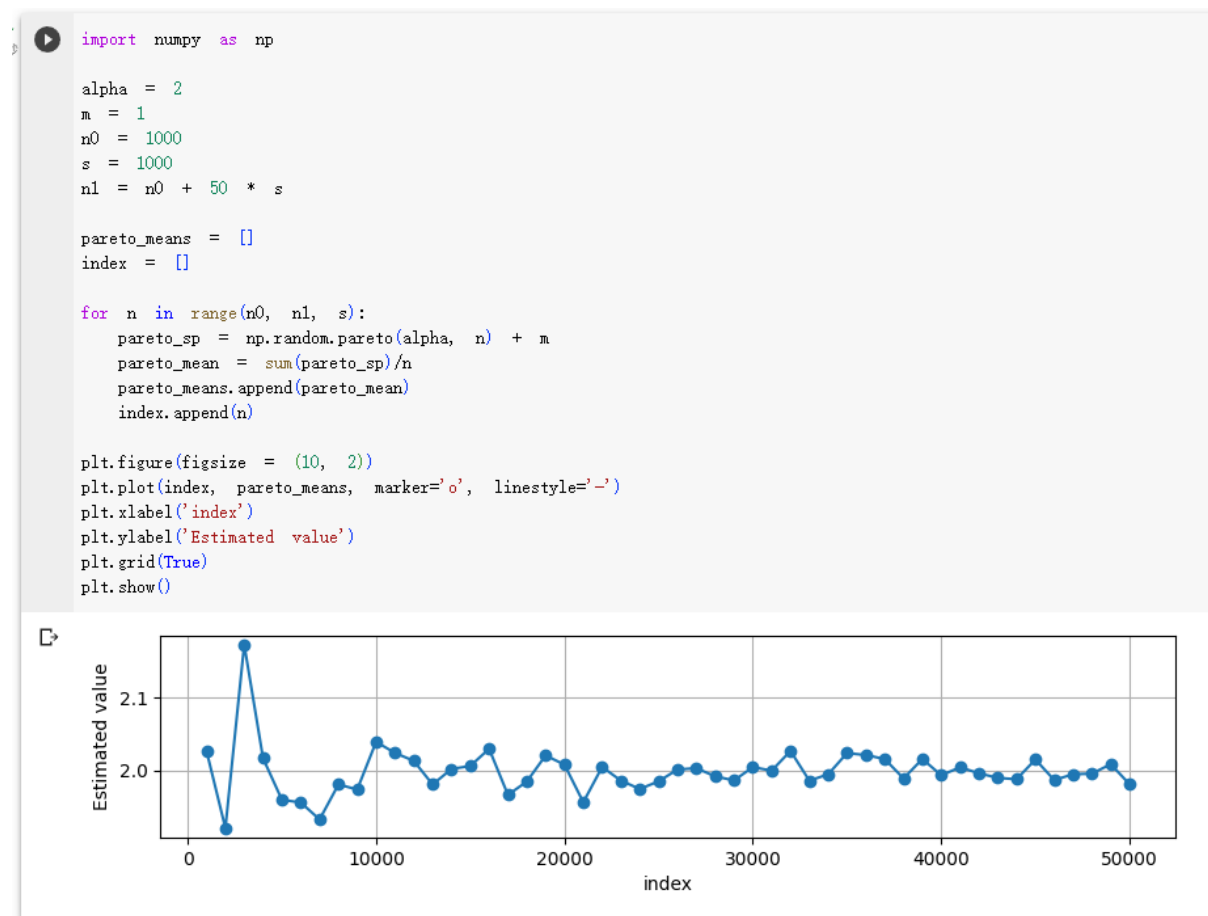 import numpy as np
alpha = 2
m = 1
n0 = 1000
s = 1000
n1 = n0 + 50 * s
pareto_means = []
index = []
for n in range(n0, n1, s):
    pareto_sp = np.random.pareto(alpha, n) + m
    pareto_mean = sum(pareto_sp)/n
    pareto_means.append(pareto_mean)
    index.append(n)
plt.figure(figsize = (10, 2))
plt.plot(index, pareto_means, marker='o', linestyle='-')
plt.xlabel('index')
plt.ylabel('Estimated value')
plt.grid(True)
plt.show()
Estimated value
2.1
2.0
0 10000 20000 30000 40000 50000
index